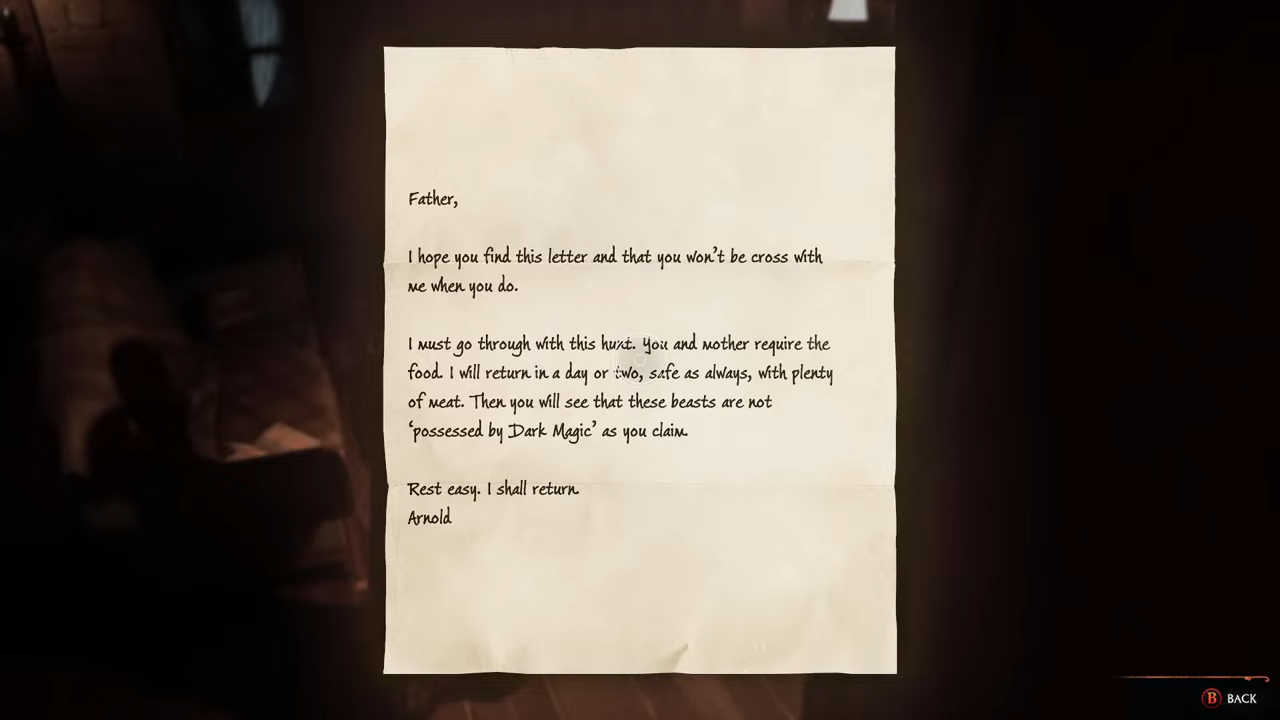 Father,
I hope you find this letter and that you won't be cross with
me when you do.
I must go through with this hunt. You and mother require the
food. I will return in a day or two, safe as always, with plenty
of meat. Then you will see that these beasts are not
'possessed by Dark Magic' as you claim.
Rest easy. I shall return.
Arnold
B BACK